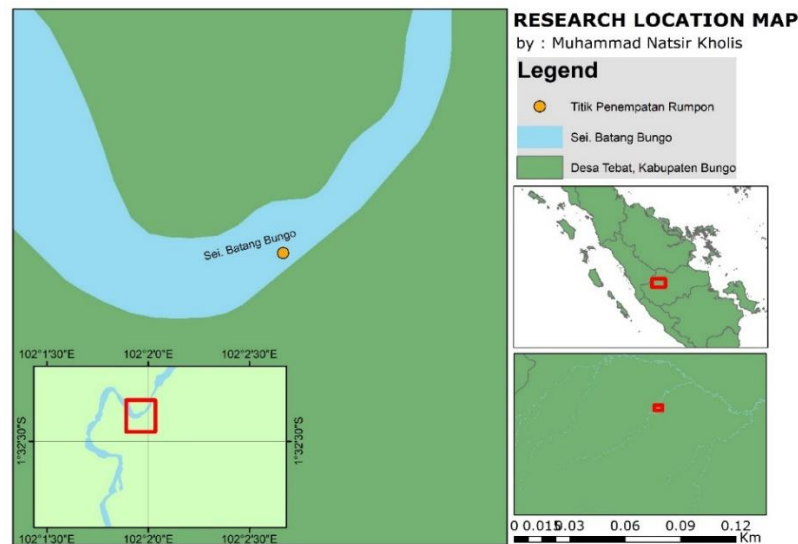 RESEARCH LOCATION MAP
by : Muhammad Natsir Kholis
Legend
Titik Penempatan Rumpon
Sei. Batang Bungo
Desa Tebat, Kabupaten Bungo
Sei. Batang Bungo
102°1'30"E 102°2'0"E 102°2'30"E
1°32'30"S 1°32'30"S
102°1'30"E 102°2'0"E 102°2'30"E
0 0.015 0.03 0.06 0.09 0.12
Km